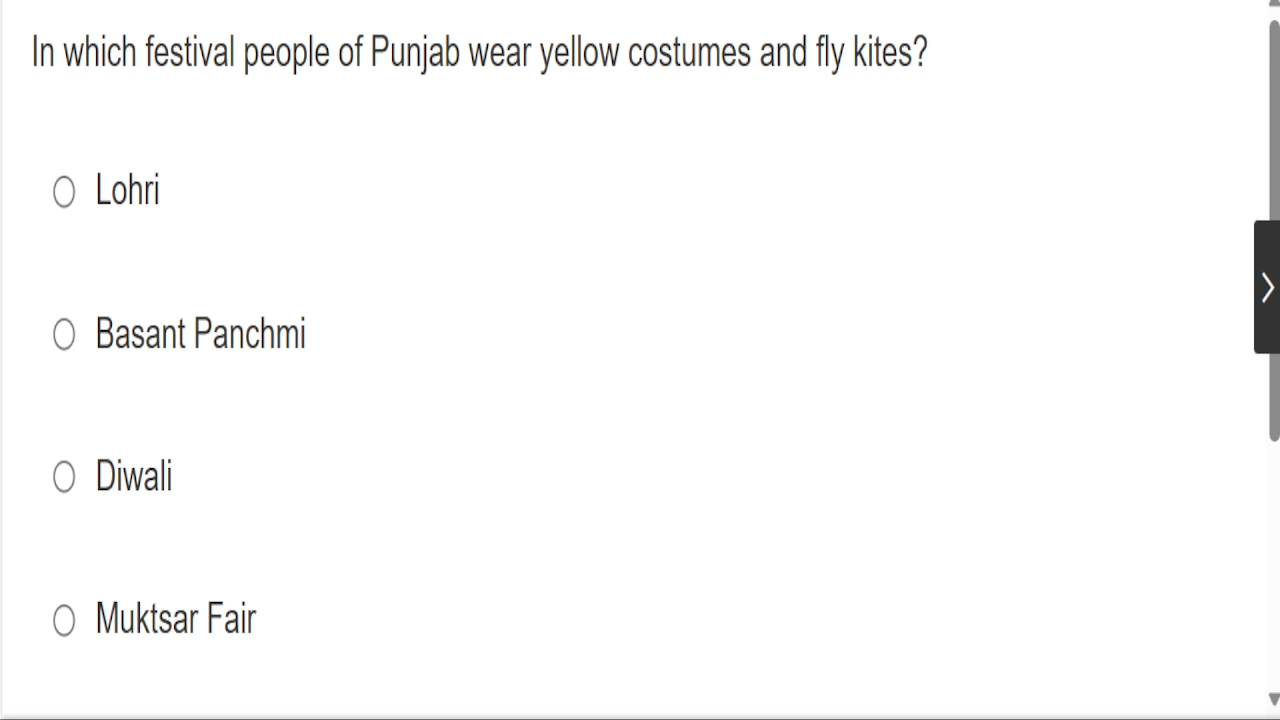 In which festival people of Punjab wear yellow costumes and fly kites?
Lohri
Basant Panchmi
Diwali
Muktsar Fair